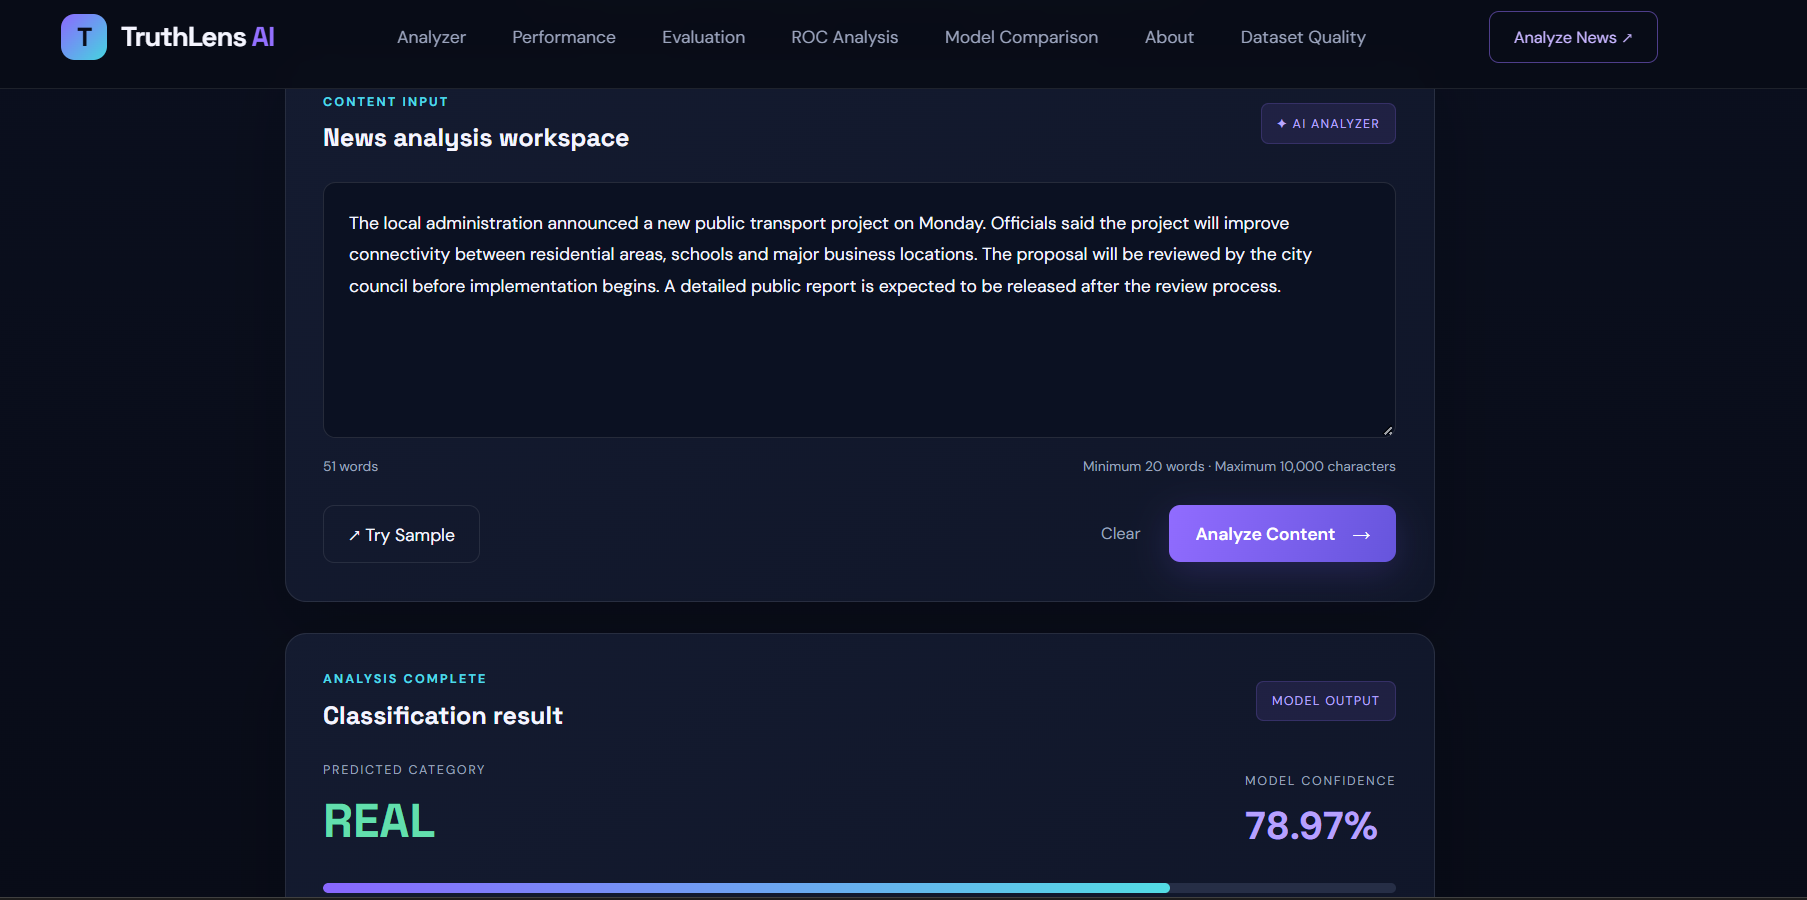 T TruthLens AI Analyzer Performance Evaluation ROC Analysis Model Comparison About Dataset Quality Analyze News ↗
CONTENT INPUT
News analysis workspace
✦ AI ANALYZER
The local administration announced a new public transport project on Monday. Officials said the project will improve
connectivity between residential areas, schools and major business locations. The proposal will be reviewed by the city
council before implementation begins. A detailed public report is expected to be released after the review process.
51 words
Minimum 20 words · Maximum 10,000 characters
↗ Try Sample
Clear
Analyze Content →
ANALYSIS COMPLETE
Classification result
MODEL OUTPUT
PREDICTED CATEGORY
REAL
MODEL CONFIDENCE
78.97%